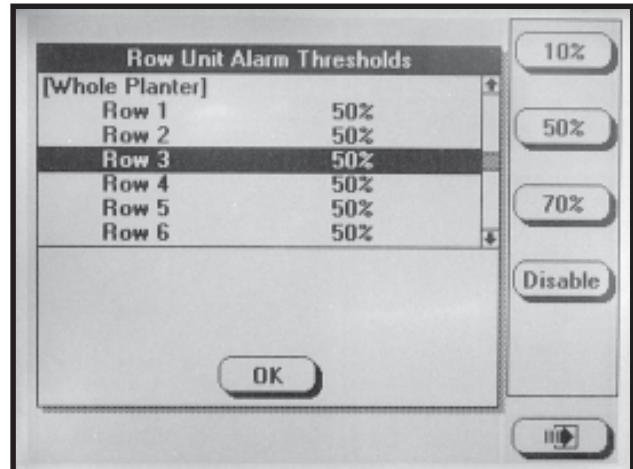 Row Unit Alarm Thresholds
[Whole Planter]
Row 1 50%
Row 2 50%
Row 3 50%
Row 4 50%
Row 5 50%
Row 6 50%
OK
10%
50%
70%
Disable